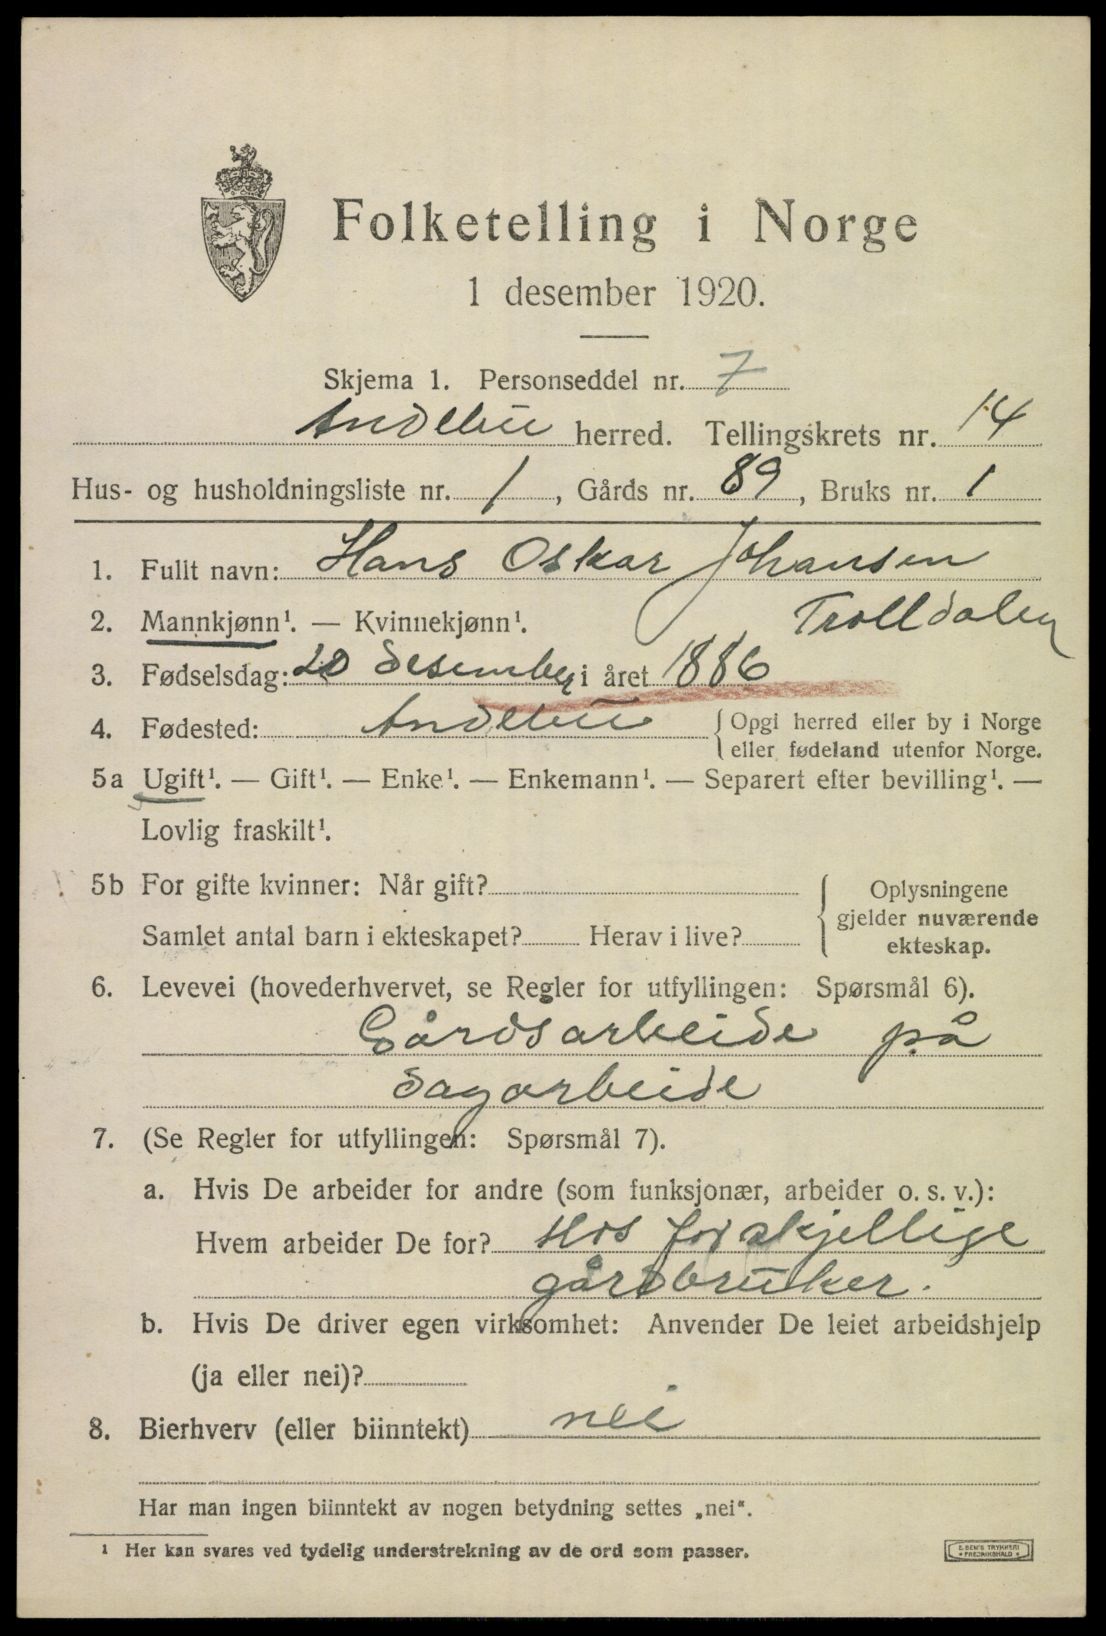 Folketelling i Norge
1 desember 1920.
Skjema 1. Personseddel nr. 7
Andebu herred. Tellingskrets nr. 14
Hus- og husholdningsliste nr. 1, Gårds nr. 89, Bruks nr. 1
1. Fullt navn: Hans Oskar Johansen
Trolldalen
2. Mannkjønn¹. — Kvinnekjønn¹.
3. Fødselsdag: 20 desember i året 1886
4. Fødested: Andebu { Opgi herred eller by i Norge
eller fødeland utenfor Norge.
5a Ugift¹. — Gift¹. — Enke¹. — Enkemann¹. — Separert efter bevilling¹. —
Lovlig fraskilt¹.
5b For gifte kvinner: Når gift?
Samlet antal barn i ekteskapet? Herav i live?
{ Oplysningene
gjelder nuværende
ekteskap.
6. Levevei (hovederhvervet, se Regler for utfyllingen: Spørsmål 6).
Gårdsarbeide på
Sagarbeide
7. (Se Regler for utfyllingen: Spørsmål 7).
a. Hvis De arbeider for andre (som funksjonær, arbeider o. s. v.):
Hvem arbeider De for? Hos forskjellige
gårdbruker.
b. Hvis De driver egen virksomhet: Anvender De leiet arbeidshjelp
(ja eller nei)?
8. Bierhverv (eller biinntekt) nei
Har man ingen biinntekt av nogen betydning settes „nei“.
¹ Her kan svares ved tydelig understrekning av de ord som passer.
E. SEM'S TRYKKERI
FREDRIKSHALD